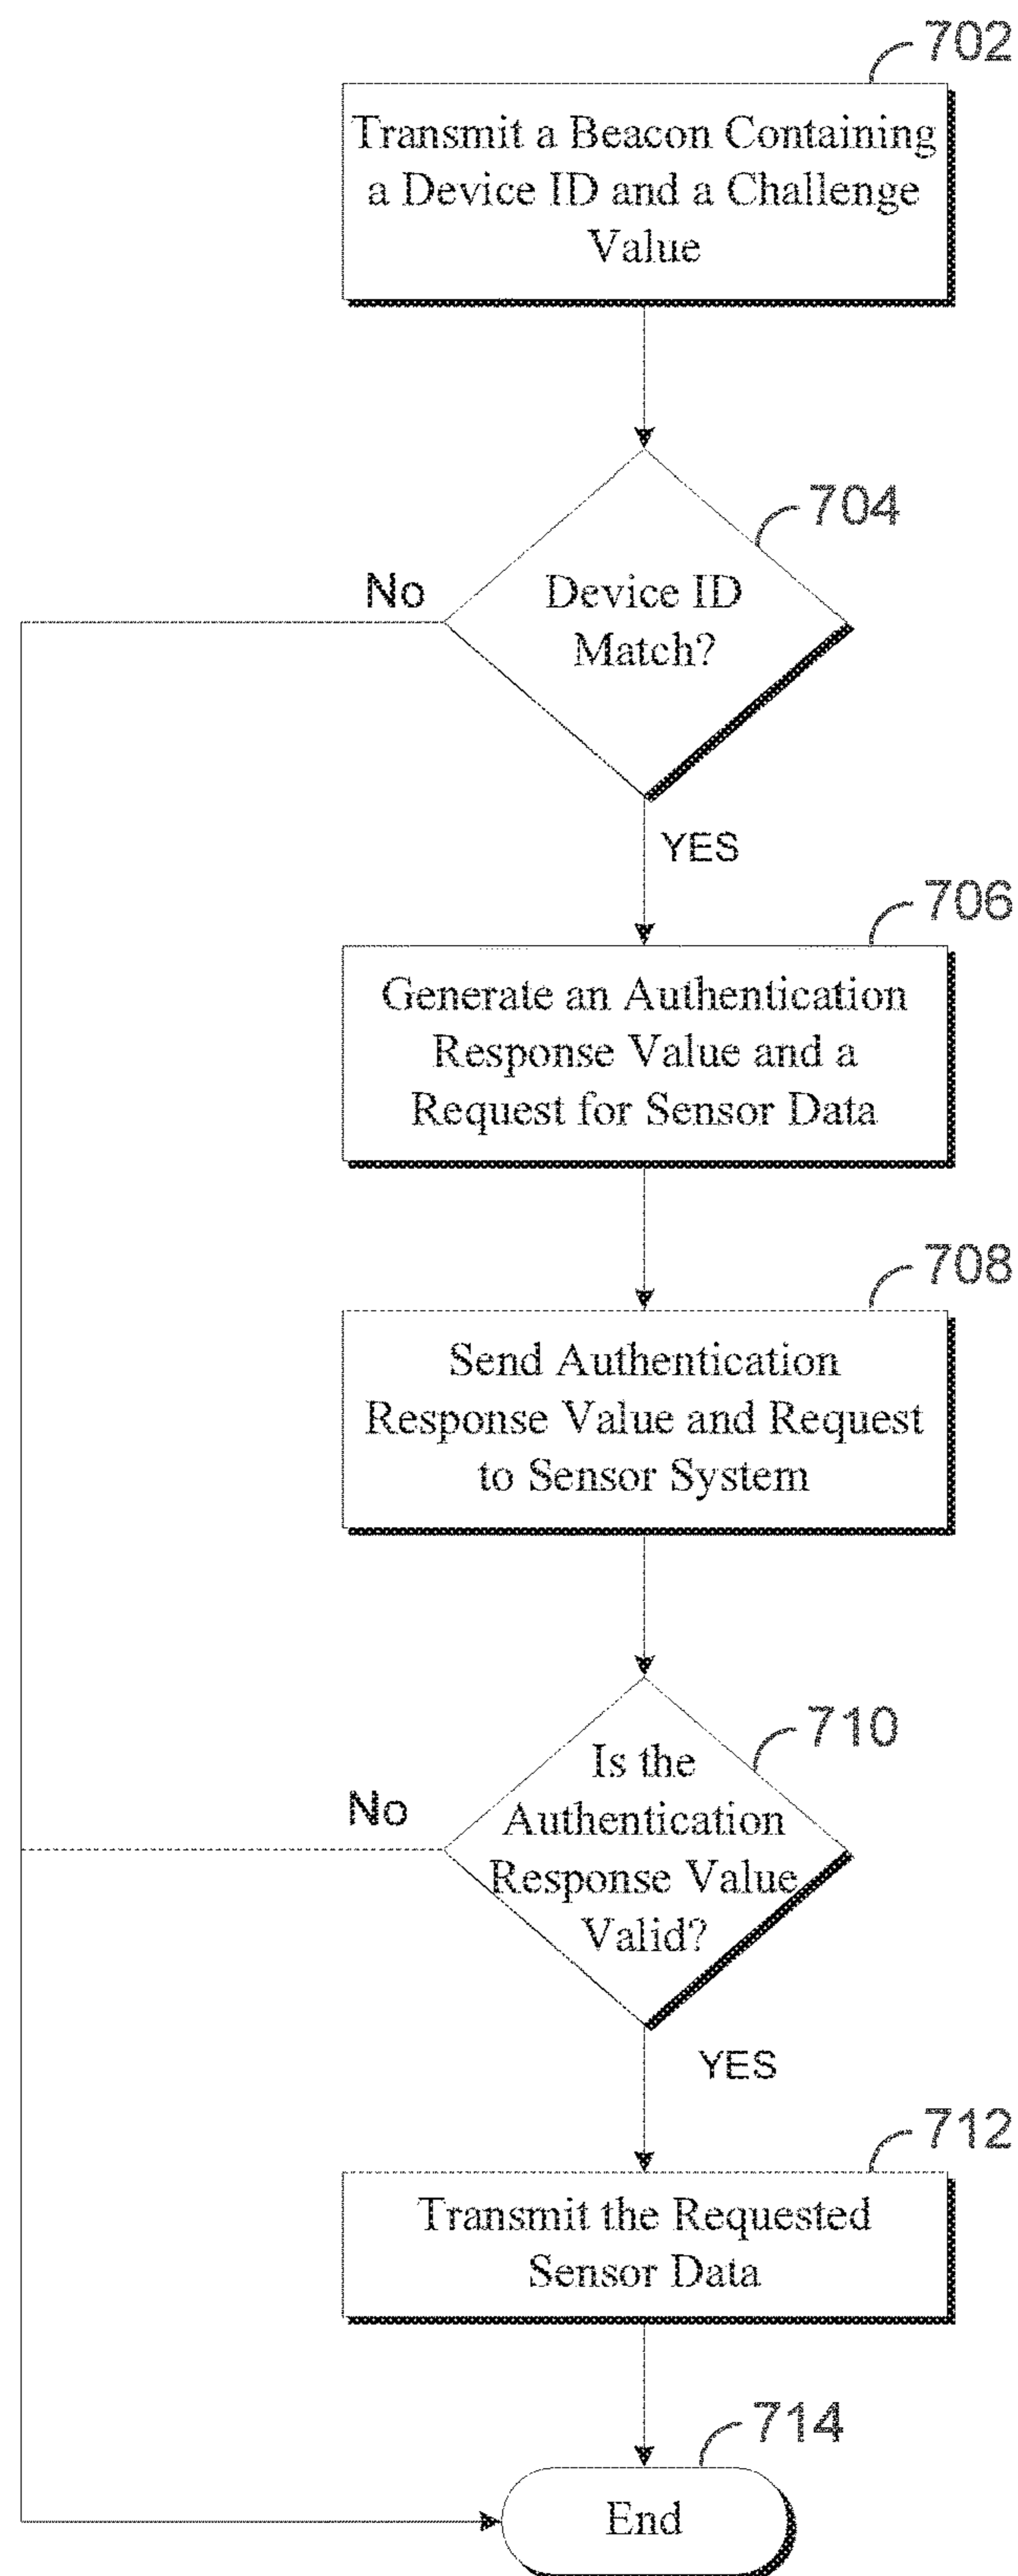 702
Transmit a Beacon Containing
a Device ID and a Challenge
Value
704
No
Device ID
Match?
YES
706
Generate an Authentication
Response Value and a
Request for Sensor Data
708
Send Authentication
Response Value and Request
to Sensor System
710
No
Is the
Authentication
Response Value
Valid?
YES
712
Transmit the Requested
Sensor Data
714
End